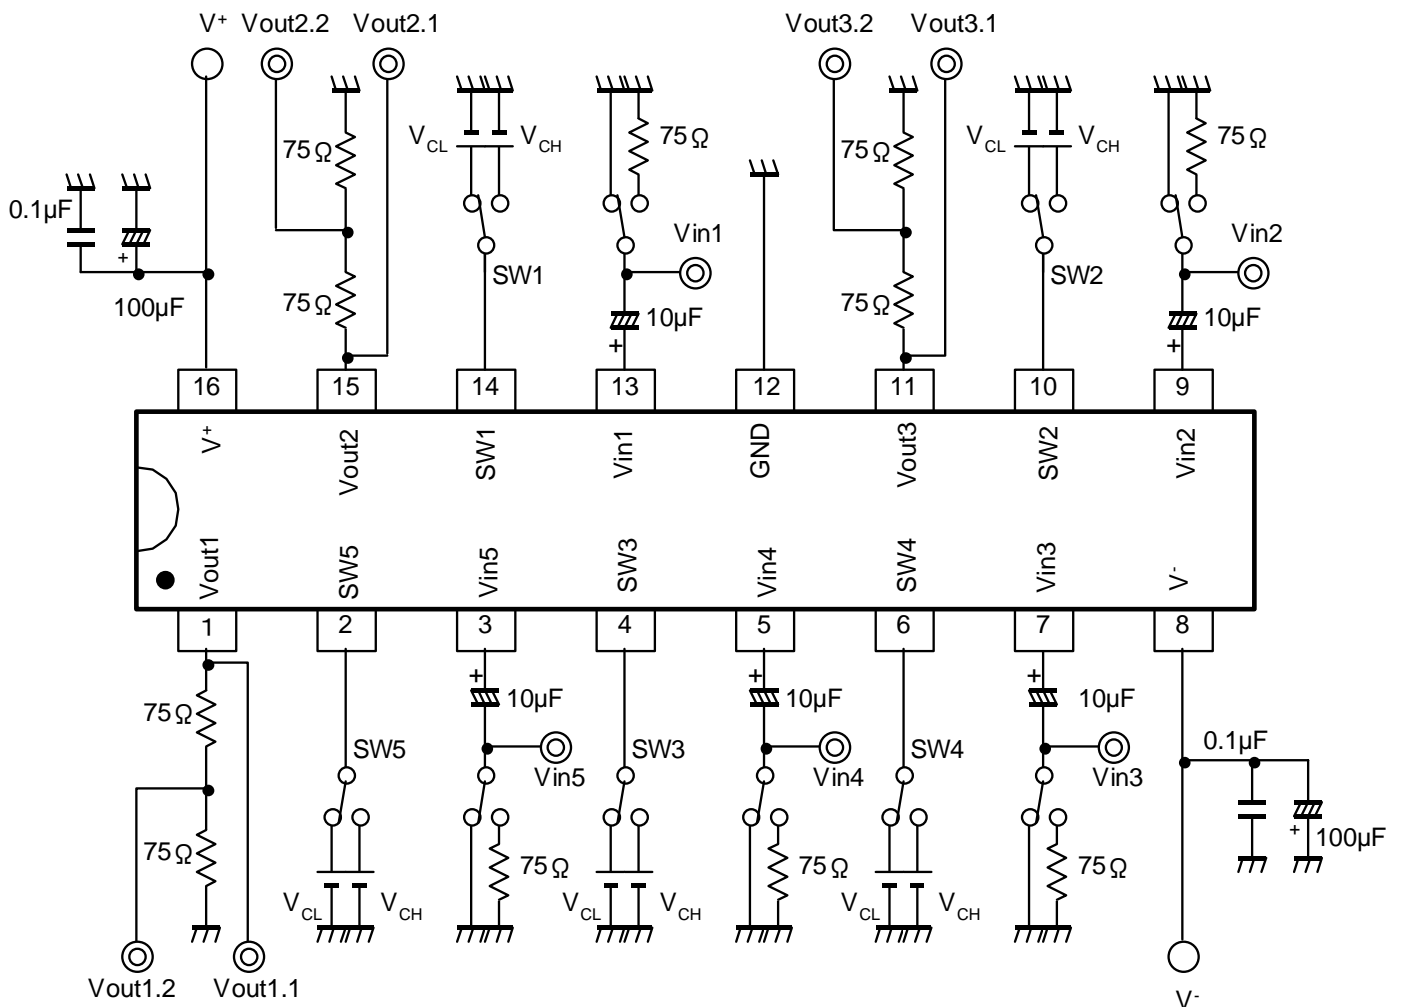 V+ Vout2.2 Vout2.1 Vout3.2 Vout3.1
75Ω VCL VCH 75Ω 75Ω VCL VCH 75Ω
0.1µF Vin1 Vin2
+ 100µF 75Ω SW1 10µF 75Ω SW2 10µF
+ +
16 15 14 13 12 11 10 9
V+ Vout2 SW1 Vin1 GND Vout3 SW2 Vin2
Vout1 SW5 Vin5 SW3 Vin4 SW4 Vin3 V-
1 2 3 4 5 6 7 8
+ + +
75Ω 10µF 10µF 10µF
SW5 SW3 SW4 0.1µF
Vin5 Vin4 Vin3
75Ω 75Ω 75Ω 75Ω + 100µF
VCL VCH VCL VCH VCL VCH
Vout1.2 Vout1.1 V-